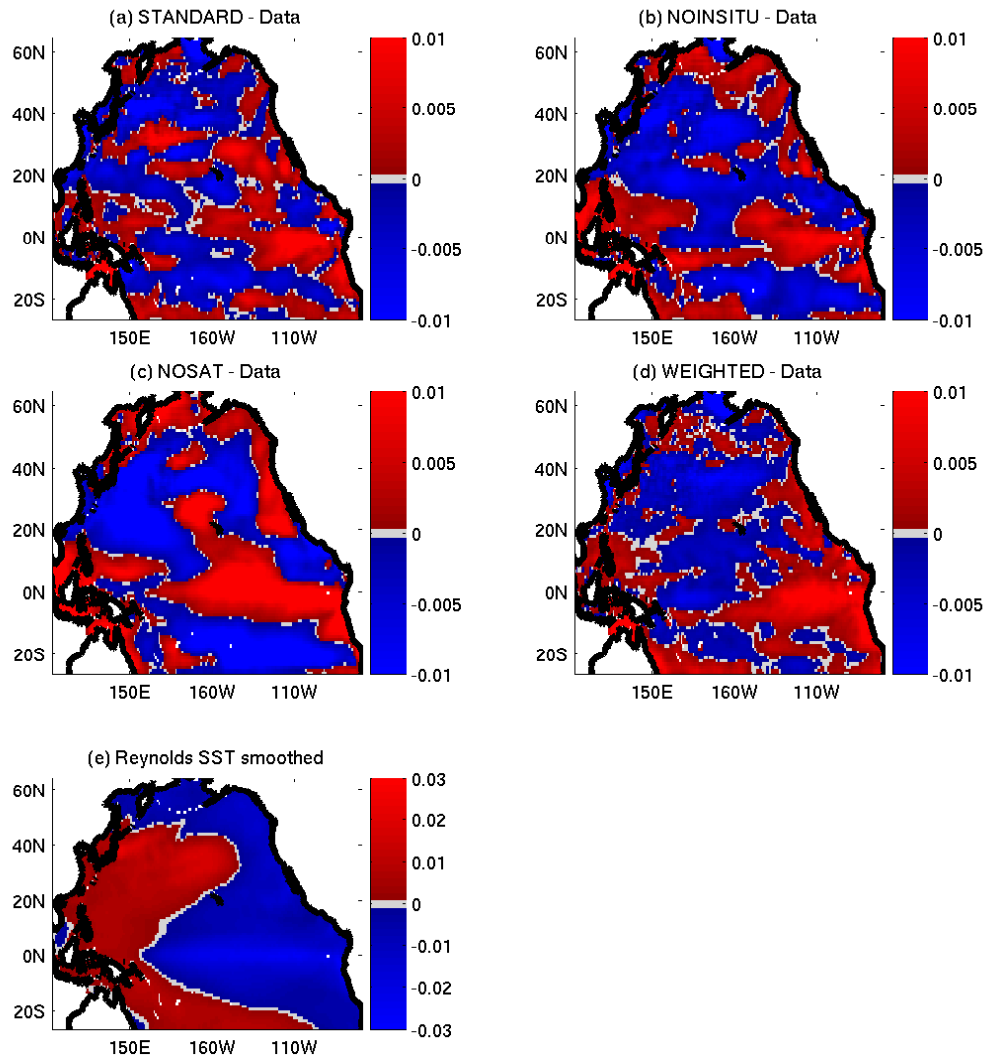 (a) STANDARD - Data
60N
40N
20N
0N
20S
150E 160W 110W
0.01
0.005
0
-0.005
-0.01
(b) NOINSITU - Data
60N
40N
20N
0N
20S
150E 160W 110W
0.01
0.005
0
-0.005
-0.01
(c) NOSAT - Data
60N
40N
20N
0N
20S
150E 160W 110W
0.01
0.005
0
-0.005
-0.01
(d) WEIGHTED - Data
60N
40N
20N
0N
20S
150E 160W 110W
0.01
0.005
0
-0.005
-0.01
(e) Reynolds SST smoothed
60N
40N
20N
0N
20S
150E 160W 110W
0.03
0.02
0.01
0
-0.01
-0.02
-0.03